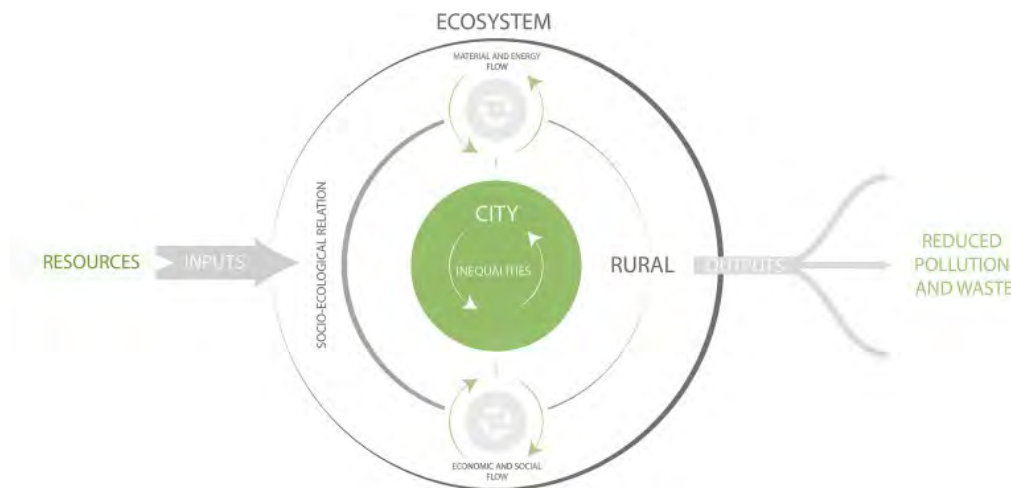 ECOSYSTEM
MATERIAL AND ENERGY
FLOW
SOCIO-ECOLOGICAL RELATION
CITY
INEQUALITIES
RURAL
RESOURCES
INPUTS
OUTPUTS
REDUCED
POLLUTION
AND WASTE
ECONOMIC AND SOCIAL
FLOW